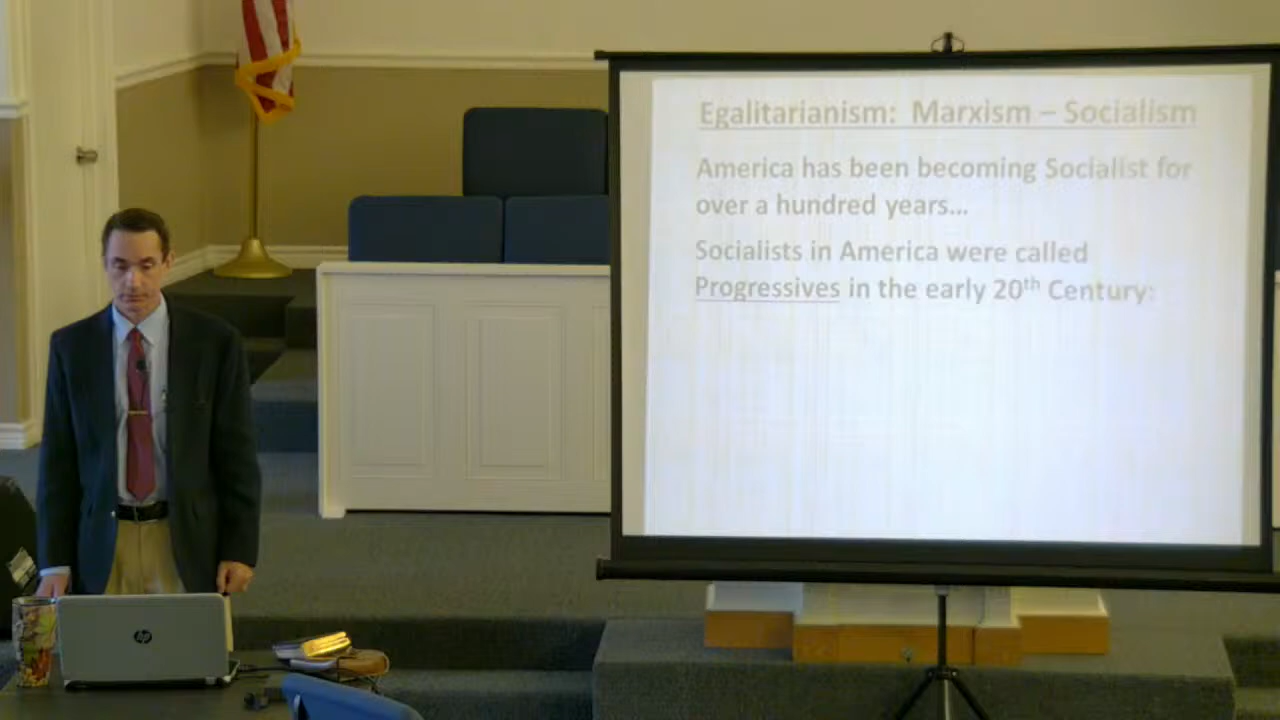 Egalitarianism: Marxism – Socialism
America has been becoming Socialist for
over a hundred years...
Socialists in America were called
Progressives in the early 20th Century:
hp